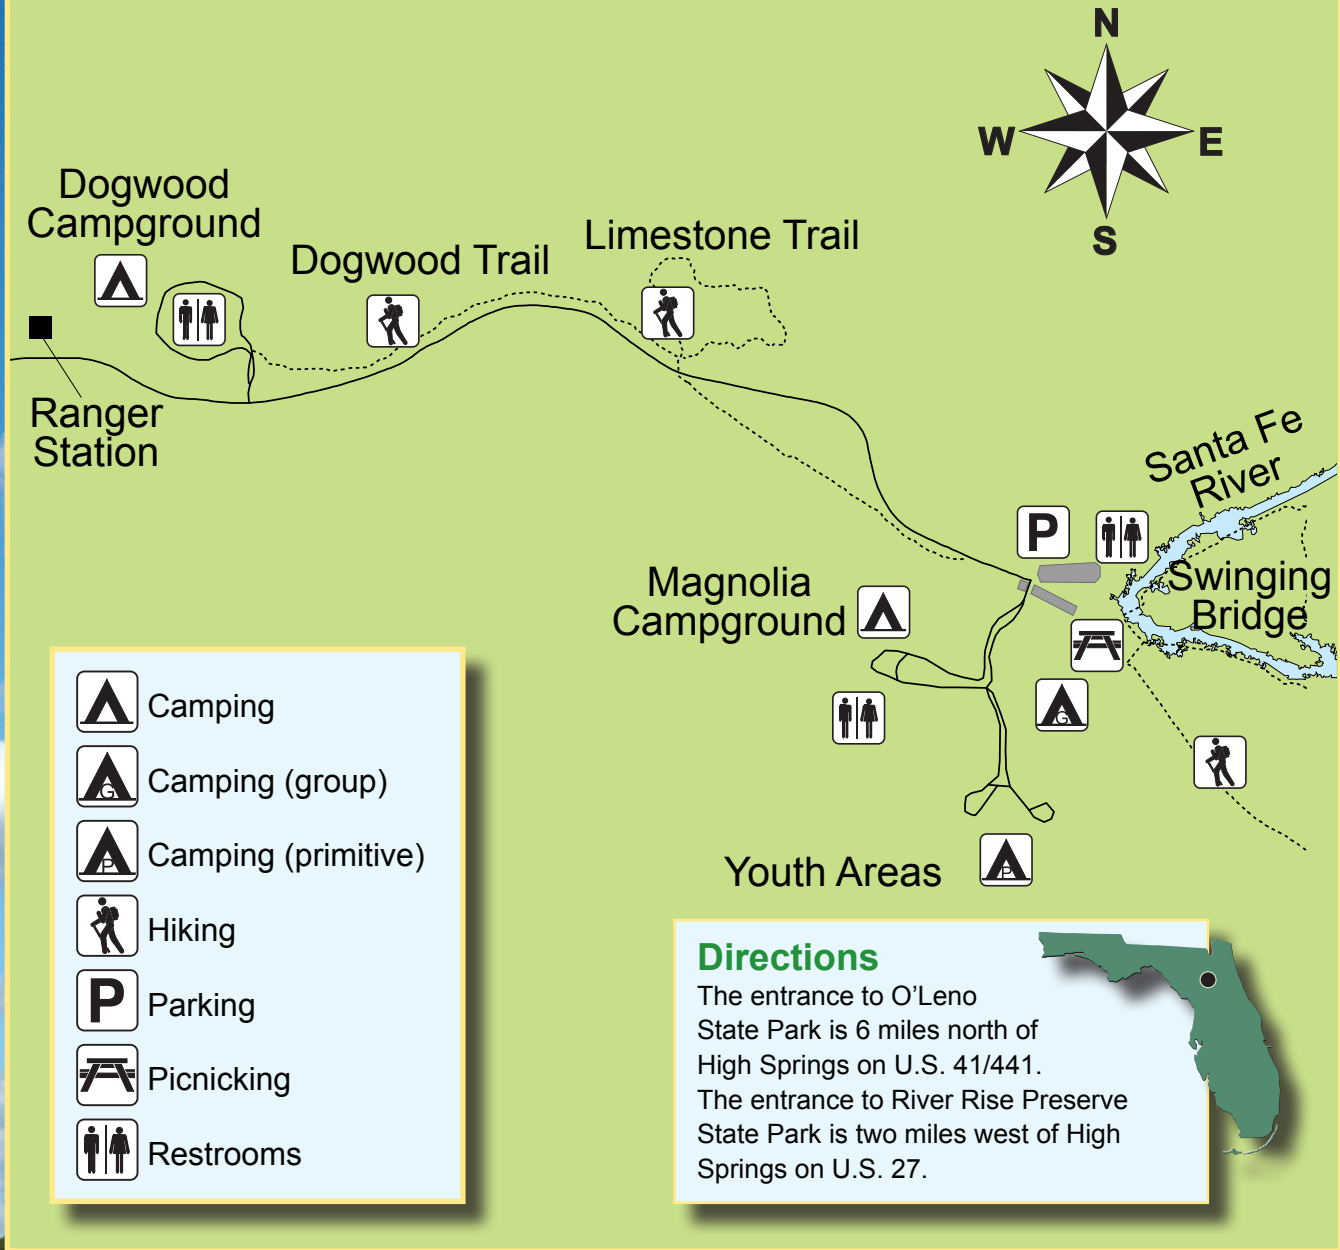 N
W
E
S
Dogwood
Campground
Dogwood Trail
Limestone Trail
Ranger
Station
Santa Fe
River
P
Swinging
Bridge
Magnolia
Campground
G
Youth Areas
P
Camping
G
Camping (group)
P
Camping (primitive)
Hiking
P
Parking
Picnicking
Restrooms
Directions
The entrance to O’Leno
State Park is 6 miles north of
High Springs on U.S. 41/441.
The entrance to River Rise Preserve
State Park is two miles west of High
Springs on U.S. 27.